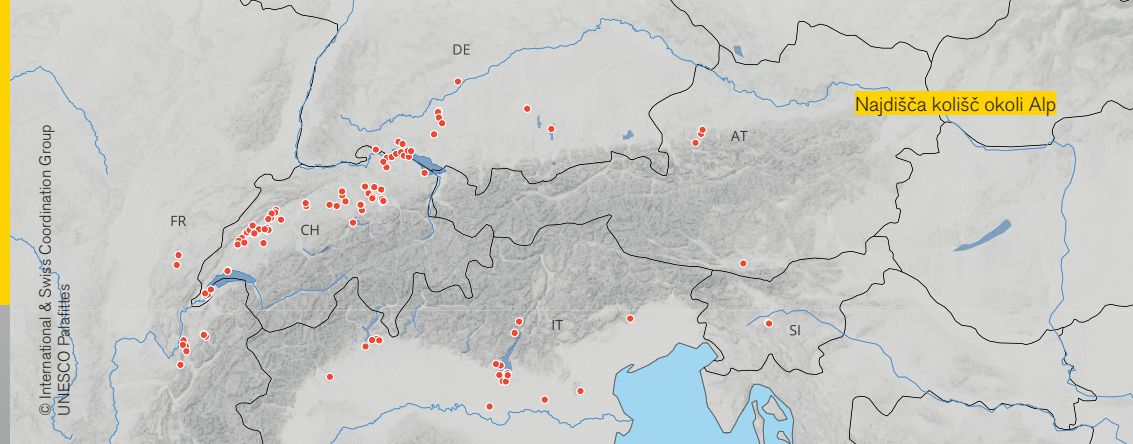 DE
Najdišča kolišč okoli Alp
AT
FR
CH
IT
SI
© International & Swiss Coordination Group
UNESCO Palafittes